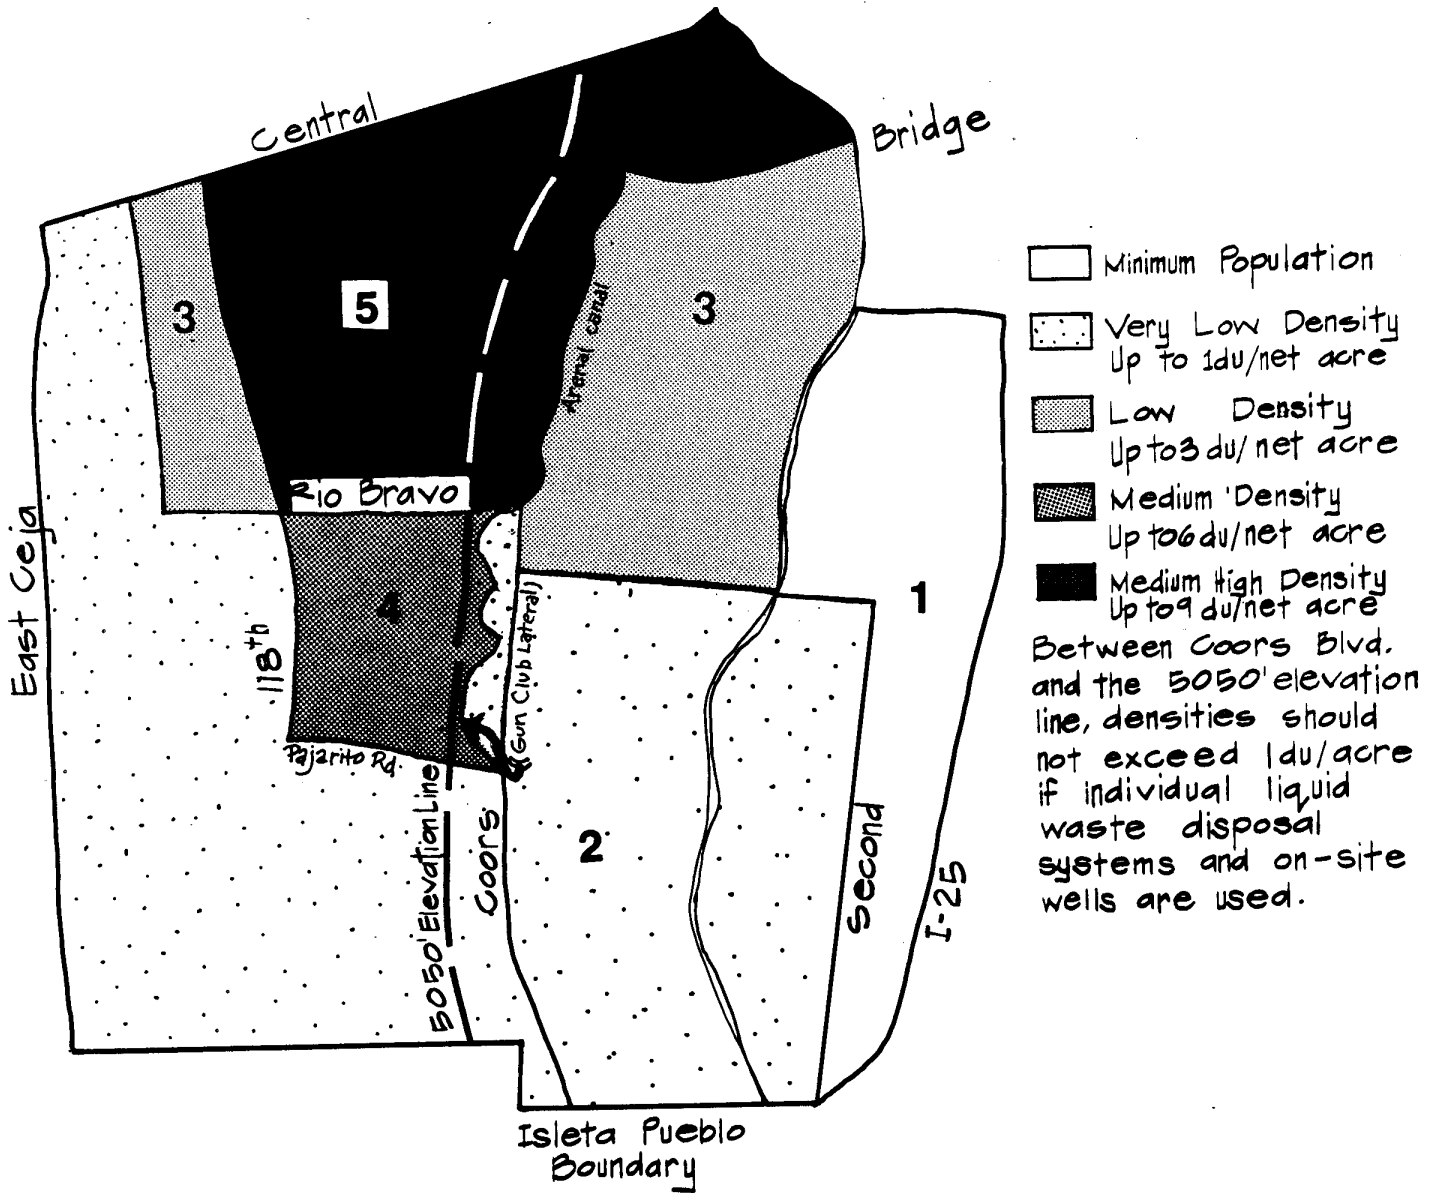 Central
Bridge
3
5
3
Arenal canal
Rio Bravo
East Ceja
118th
4
(Gun Club Lateral)
Pajarito Rd.
5050' Elevation Line
Coors
2
Second
1
I-25
Isleta Pueblo
Boundary
Minimum Population
Very Low Density
Up to 1du/net acre
Low Density
Up to 3 du/net acre
Medium Density
Up to 6 du/net acre
Medium High Density
Up to 9 du/net acre
Between Coors Blvd.
and the 5050' elevation
line, densities should
not exceed 1du/acre
if individual liquid
waste disposal
systems and on-site
wells are used.